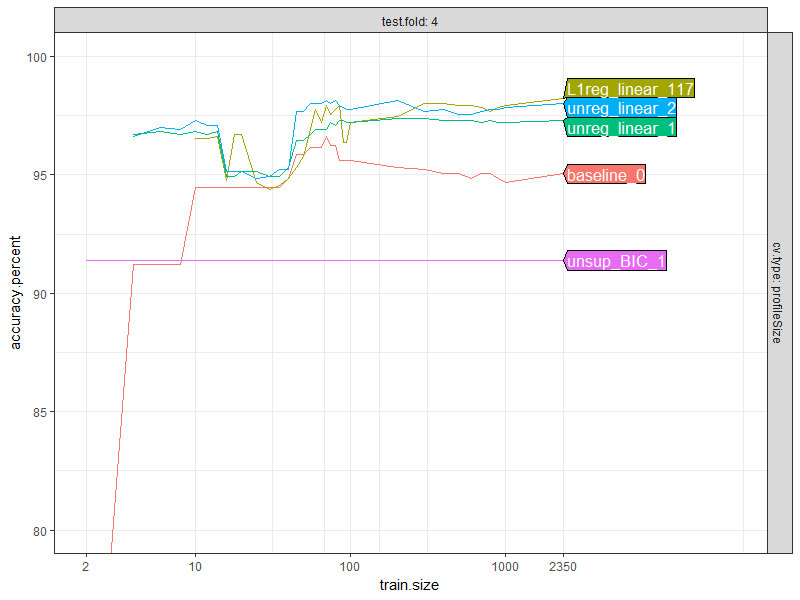 test.fold: 4
100
95
90
85
80
accuracy.percent
L1reg_linear_117
unreg_linear_2
unreg_linear_1
baseline_0
unsup_BIC_1
cv.type: profileSize
2
10
100
1000
2350
train.size